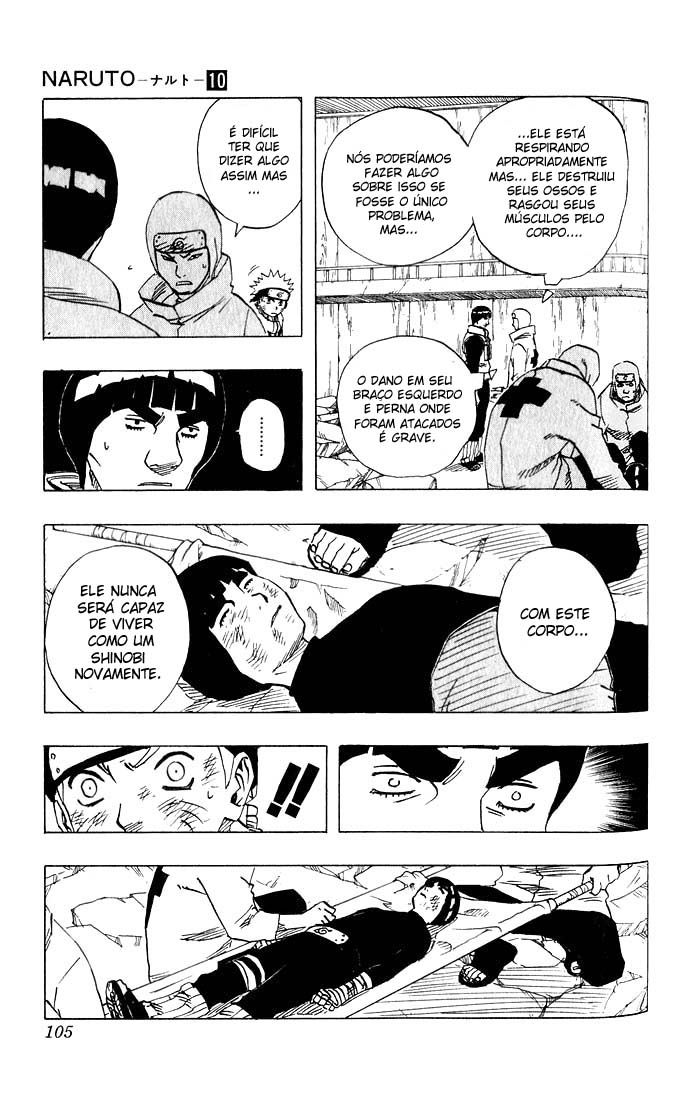 NARUTO –ナルト– 10
...ELE ESTÁ
RESPIRANDO
APROPRIADAMENTE
MAS... ELE DESTRUIU
SEUS OSSOS E
RASGOU SEUS
MÚSCULOS PELO
CORPO....
NÓS PODERÍAMOS
FAZER ALGO
SOBRE ISSO SE
FOSSE O ÚNICO
PROBLEMA,
MAS...
O DANO EM SEU
BRAÇO ESQUERDO
E PERNA ONDE
FORAM ATACADOS
É GRAVE.
É DIFÍCIL
TER QUE
DIZER ALGO
ASSIM MAS
...
.........
COM ESTE
CORPO...
ELE NUNCA
SERÁ CAPAZ
DE VIVER
COMO UM
SHINOBI
NOVAMENTE.
!!
105